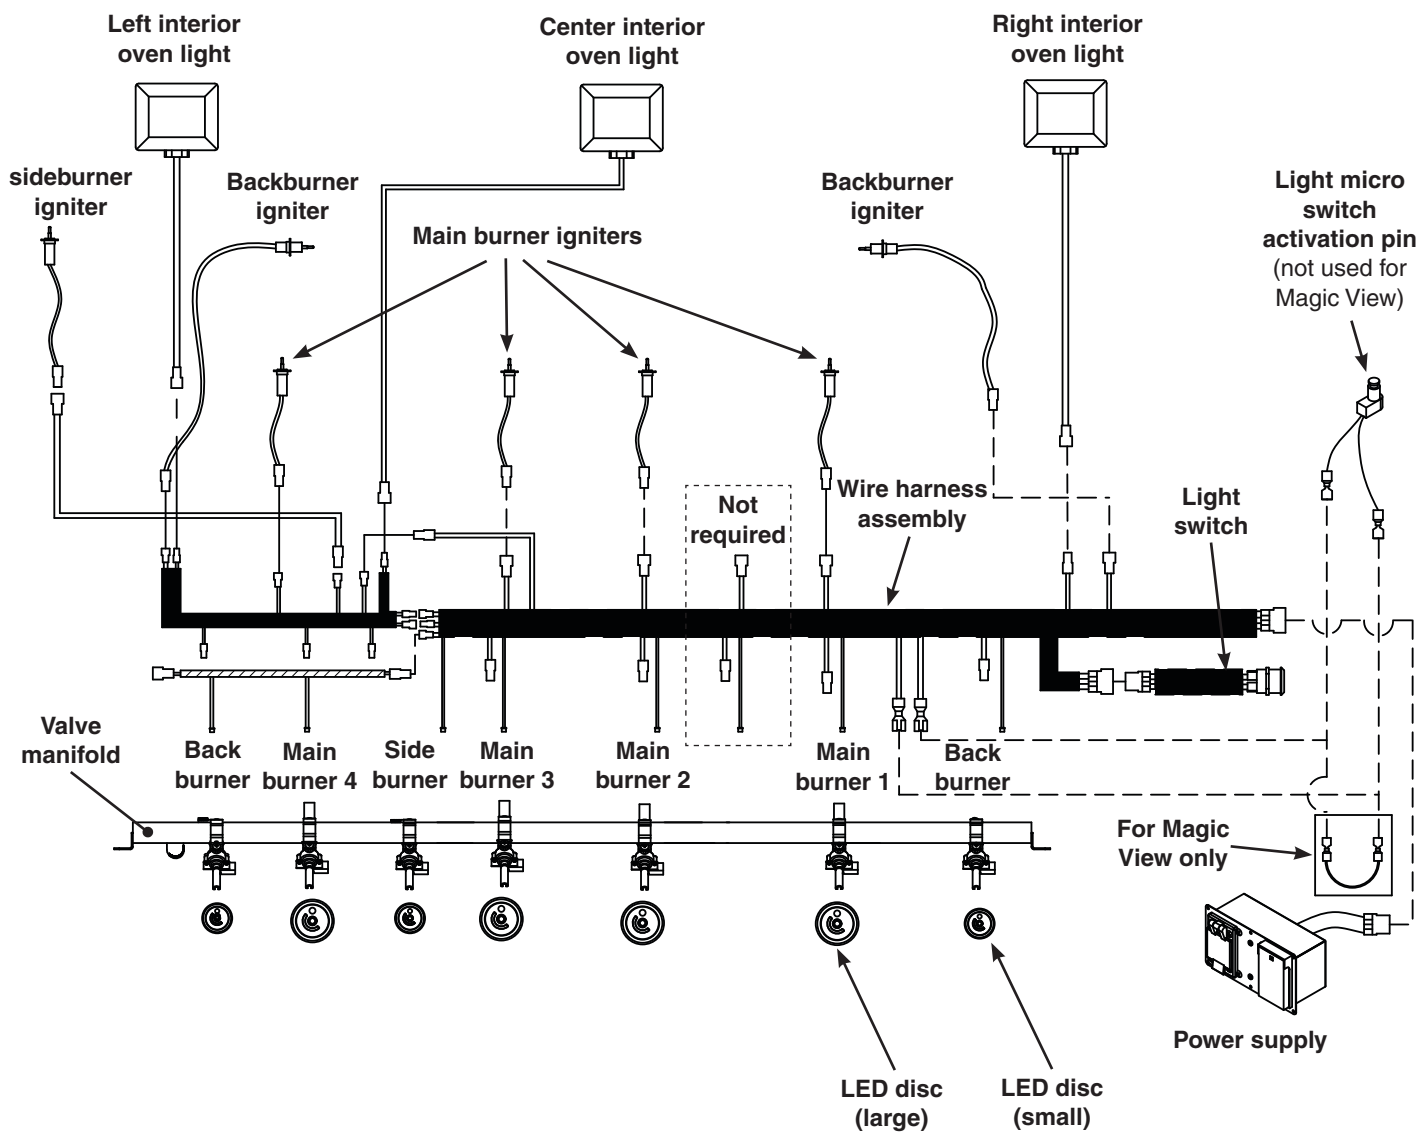 Left interior
oven light
Center interior
oven light
Right interior
oven light
sideburner
igniter
Backburner
igniter
Main burner igniters
Backburner
igniter
Light micro
switch
activation pin
(not used for
Magic View)
Not
required
Wire harness
assembly
Light
switch
Valve
manifold
Back
burner
Main
burner 4
Side
burner
Main
burner 3
Main
burner 2
Main
burner 1
Back
burner
For Magic
View only
Power supply
LED disc
(large)
LED disc
(small)